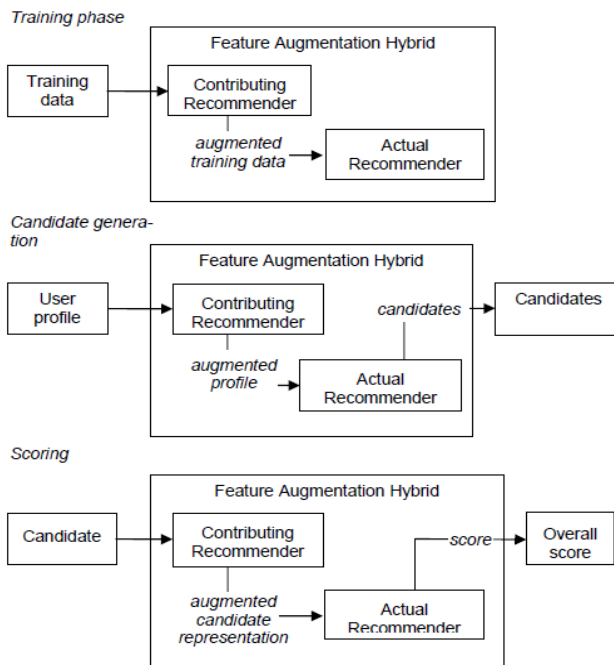 Training phase
Feature Augmentation Hybrid
Training
data
Contributing
Recommender
augmented
training data
Actual
Recommender
Candidate genera-
tion
Feature Augmentation Hybrid
User
profile
Contributing
Recommender
candidates
Candidates
augmented
profile
Actual
Recommender
Scoring
Feature Augmentation Hybrid
Candidate
Contributing
Recommender
score
Overall
score
augmented
candidate
representation
Actual
Recommender